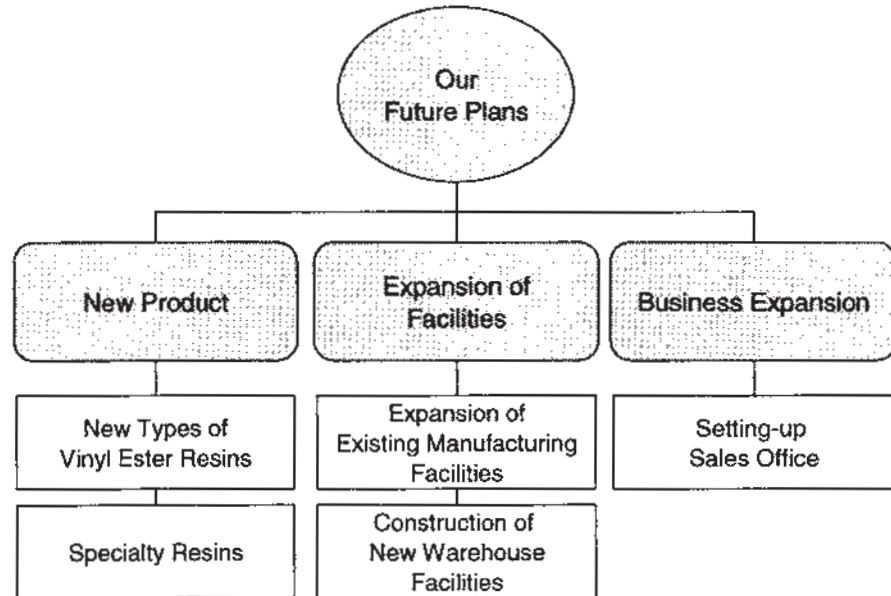 Our
Future Plans
New Product
Expansion of
Facilities
Business Expansion
New Types of
Vinyl Ester Resins
Expansion of
Existing Manufacturing
Facilities
Setting-up
Sales Office
Specialty Resins
Construction of
New Warehouse
Facilities